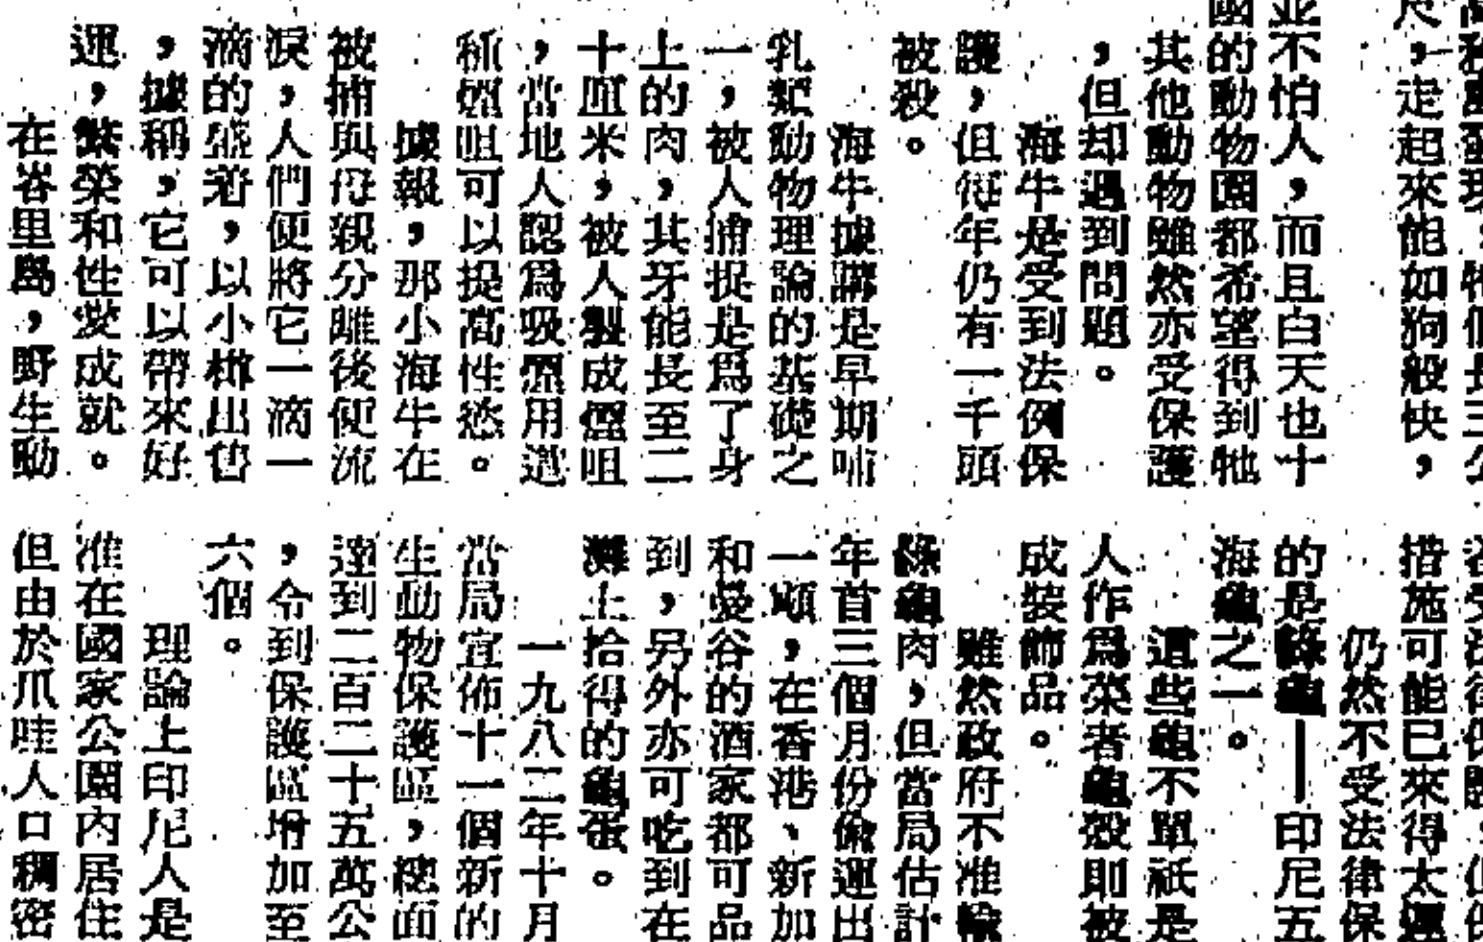 尺，走起來能如狗般快，
並不怕人，而且白天也十
國的動物園都希望得到牠
其他動物雖然亦受保護
，但却遇到問題。
海牛是受到法例保
護，但每年仍有一千頭
被殺。
海牛據講是早期哺
乳類動物理論的基礎之
一，被人捕捉是爲了身
上的肉，其牙能長至二
十厘米，被人製成煙咀
，當地人認爲吸煙用這
種煙咀可以提高性慾。
據報，那小海牛在
被捕與母親分離後便流
淚，人們便將它一滴一
滴的盛着，以小樽出售
，據稱，它可以帶來好
運，繁榮和性愛成就。
在峇里島，野生動
措施可能已來得太遲
仍然不受法律保
的是綠龜——印尼五
海龜之一。
這些龜不單祇是
人作爲菜者龜殼則被
成裝飾品。
雖然政府不准輸
綠龜肉，但當局估計
年首三個月份偷運出
一噸，在香港、新加
和曼谷的酒家都可品
到，另外亦可吃到在
灘上拾得的龜蛋。
一九八二年十月
當局宣佈十一個新的
生動物保護區，總面
達到二百二十五萬公
，令到保護區增加至
六個。
理論上印尼人是
准在國家公園內居住
但由於爪哇人口稠密